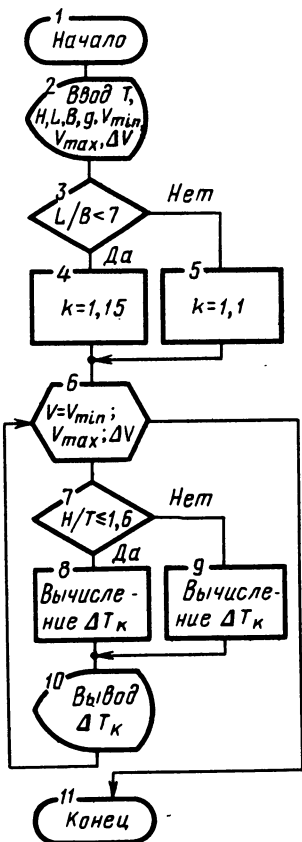 1
Начало
2
Ввод T,
H,L,B,g,Vmin,
Vmax,ΔV
3
L/B<7
Нет
Да
4
k=1,15
5
k=1,1
6
V=Vmin;
Vmax;ΔV
7
H/T≤1,6
Нет
Да
8
Вычисле-
ние ΔTк
9
Вычисле-
ние ΔTк
10
Вывод
ΔTк
11
Конец